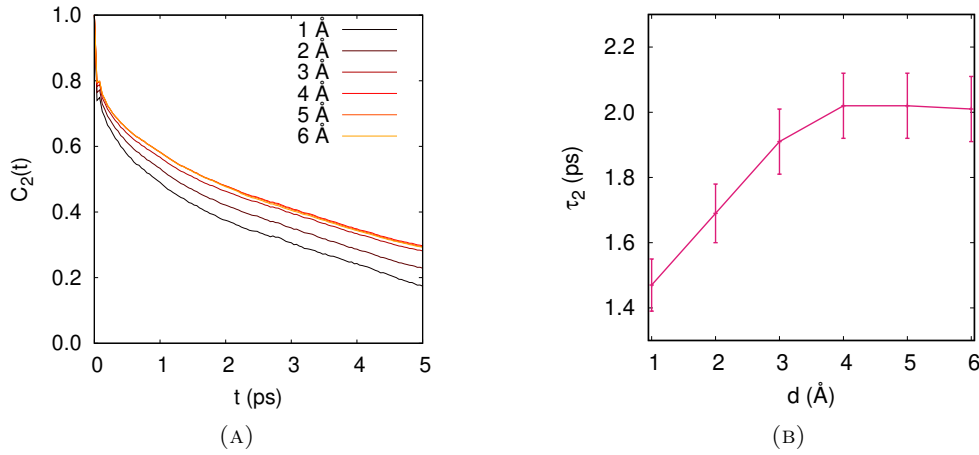 1.0
0.8
0.6
0.4
0.2
0.0
C2(t)
0 1 2 3 4 5
t (ps)
1 Å
2 Å
3 Å
4 Å
5 Å
6 Å
(A)
2.2
2.0
1.8
1.6
1.4
τ2 (ps)
1 2 3 4 5 6
d (Å)
(B)